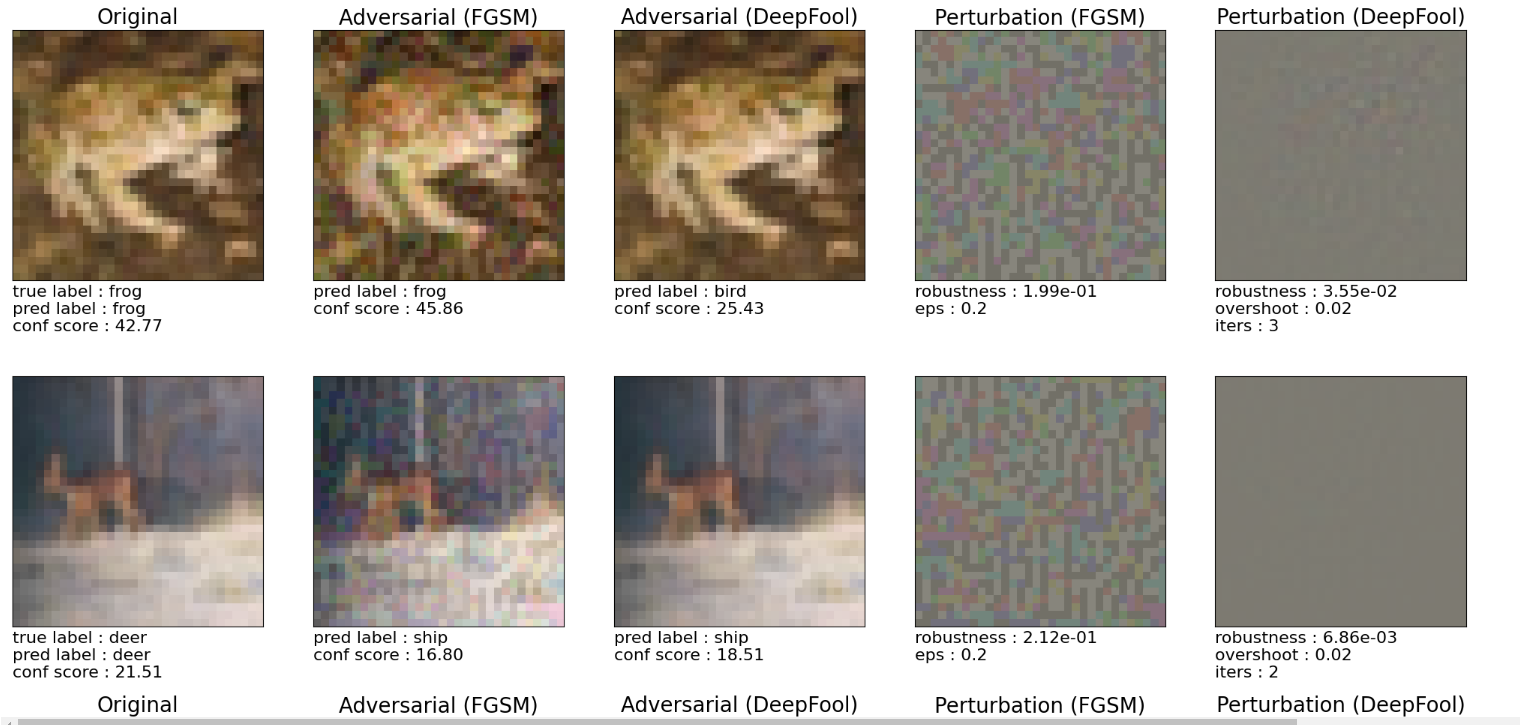 Original Adversarial (FGSM) Adversarial (DeepFool) Perturbation (FGSM) Perturbation (DeepFool)
true label : frog
pred label : frog
conf score : 42.77
pred label : frog
conf score : 45.86
pred label : bird
conf score : 25.43
robustness : 1.99e-01
eps : 0.2
robustness : 3.55e-02
overshoot : 0.02
iters : 3
true label : deer
pred label : deer
conf score : 21.51
pred label : ship
conf score : 16.80
pred label : ship
conf score : 18.51
robustness : 2.12e-01
eps : 0.2
robustness : 6.86e-03
overshoot : 0.02
iters : 2
Original Adversarial (FGSM) Adversarial (DeepFool) Perturbation (FGSM) Perturbation (DeepFool)